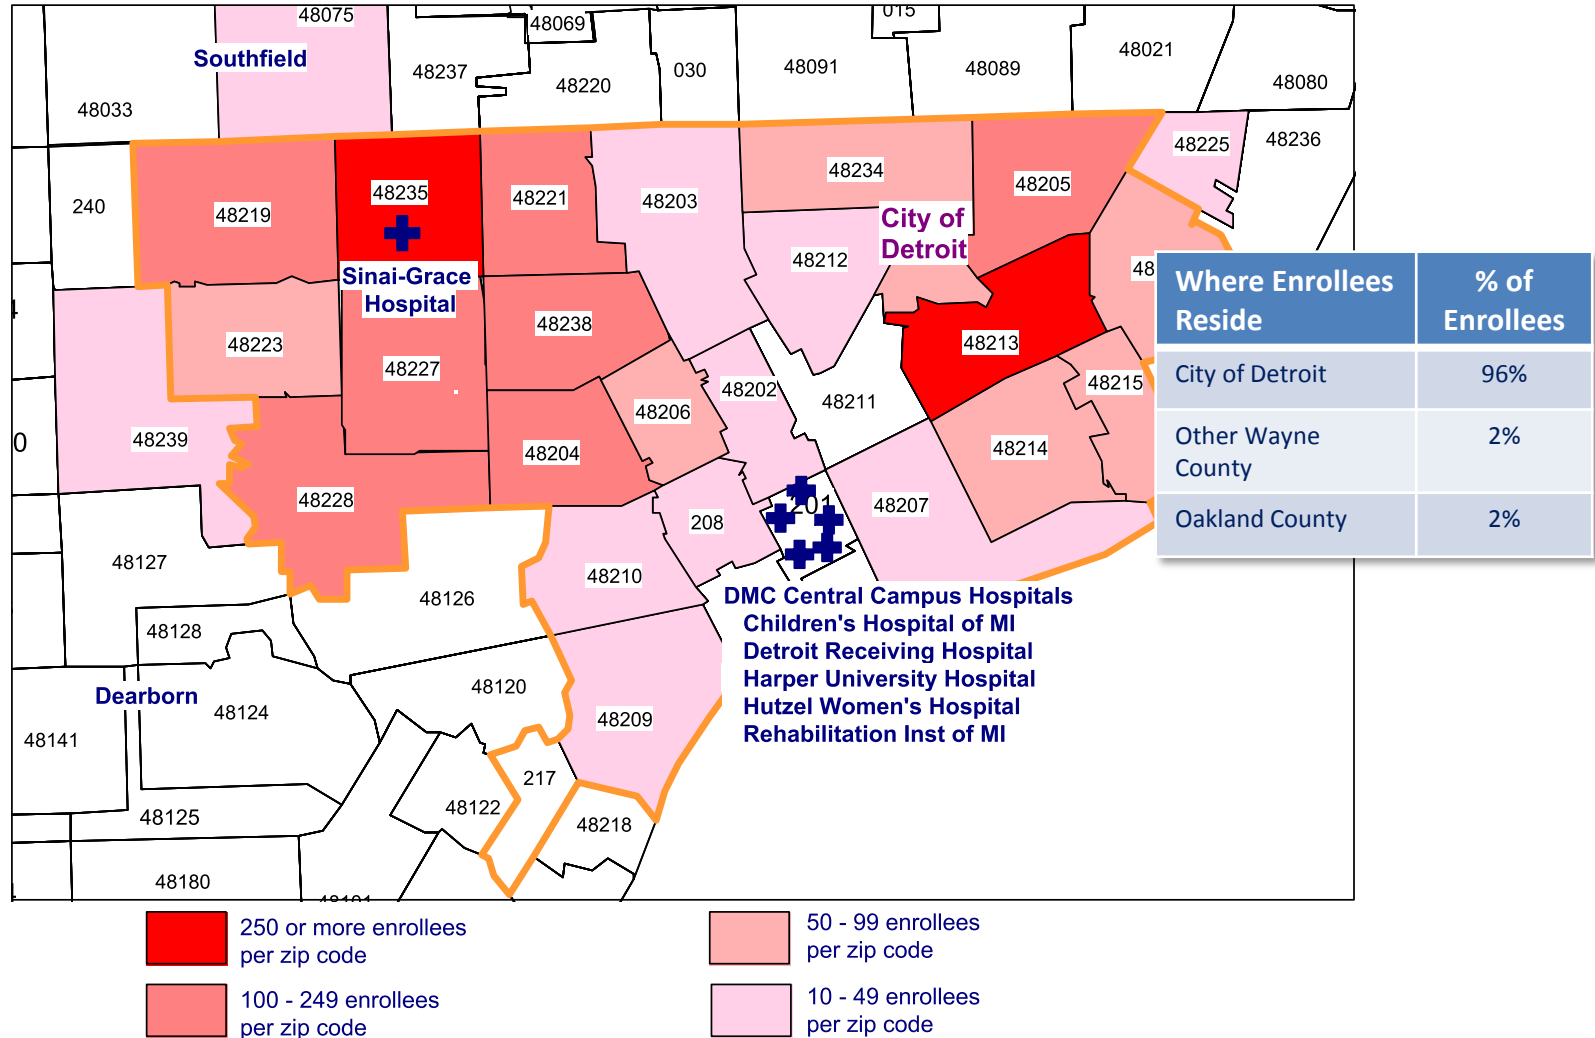 48075
48069
015
48021
Southfield
48237
48220
030
48091
48089
48080
48033
48225
48236
240
48219
48235
48221
48203
48234
48205
City of
Detroit
48212
48
Sinai-Grace
Hospital
48223
48227
48238
48213
48202
48211
48215
48239
48206
48204
48214
0
48228
208
201
48207
48127
48210
48126
48128
DMC Central Campus Hospitals
Children's Hospital of MI
Detroit Receiving Hospital
Harper University Hospital
Hutzel Women's Hospital
Rehabilitation Inst of MI
Dearborn
48124
48120
48209
48141
217
48122
48125
48218
48180
Where Enrollees
Reside
% of
Enrollees
City of Detroit
96%
Other Wayne
County
2%
Oakland County
2%
250 or more enrollees
per zip code
50 - 99 enrollees
per zip code
100 - 249 enrollees
per zip code
10 - 49 enrollees
per zip code